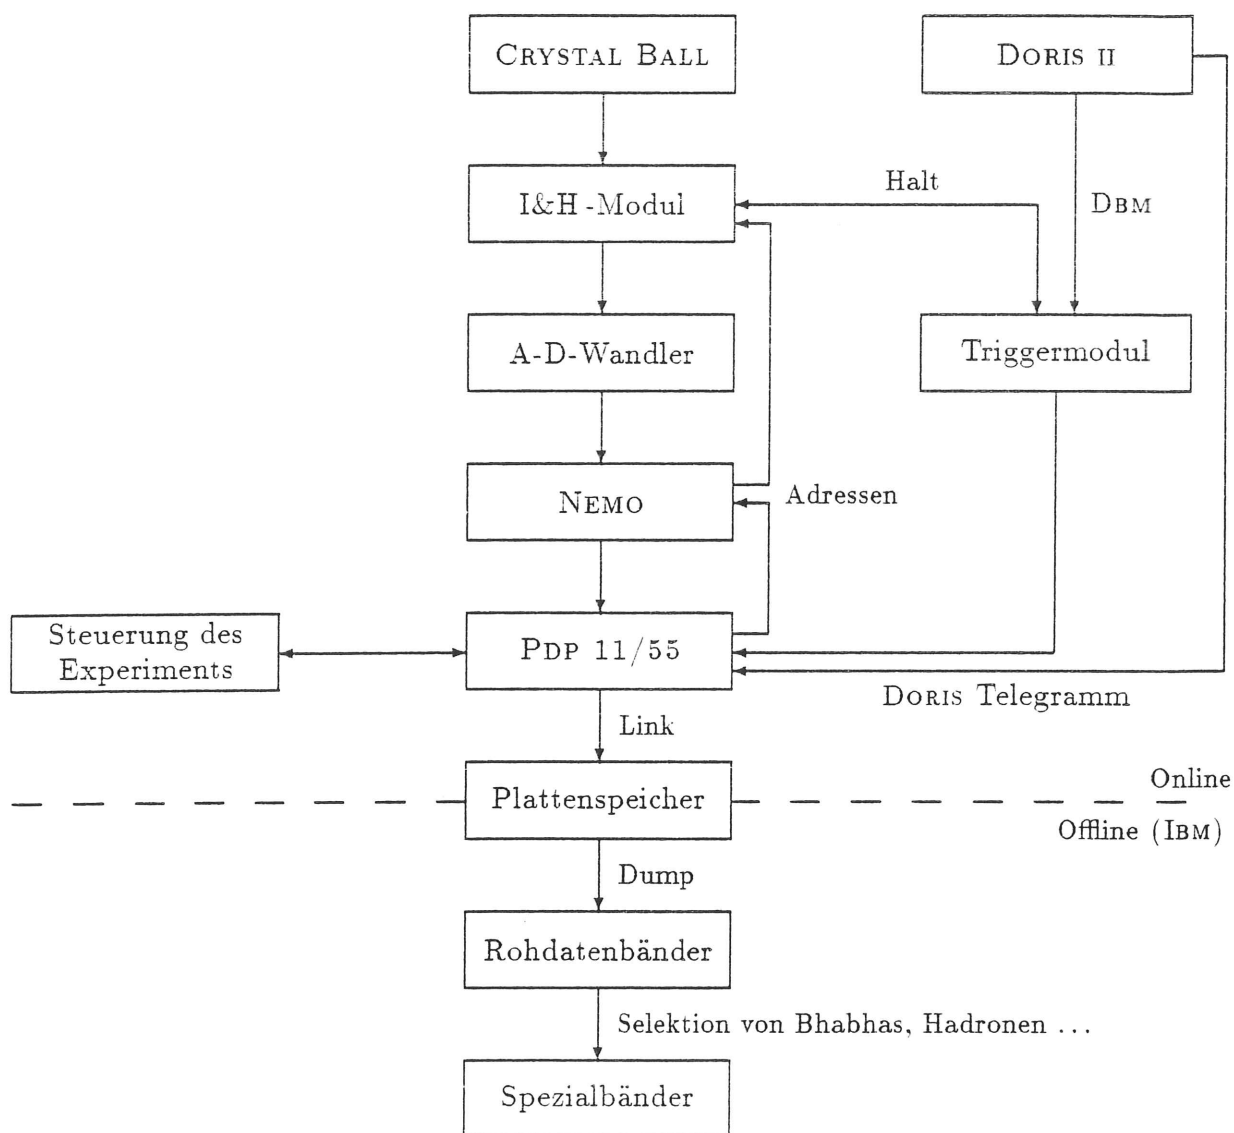 CRYSTAL BALL
DORIS II
I&H-Modul
Halt
DBM
A-D-Wandler
Triggermodul
NEMO
Adressen
Steuerung des
Experiments
PDP 11/55
DORIS Telegramm
Link
Plattenspeicher
Online
Offline (IBM)
Dump
Rohdatenbänder
Selektion von Bhabhas, Hadronen ...
Spezialbänder